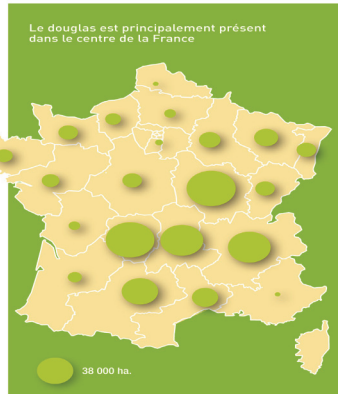 Le douglas est principalement présent
dans le centre de la France
38 000 ha.